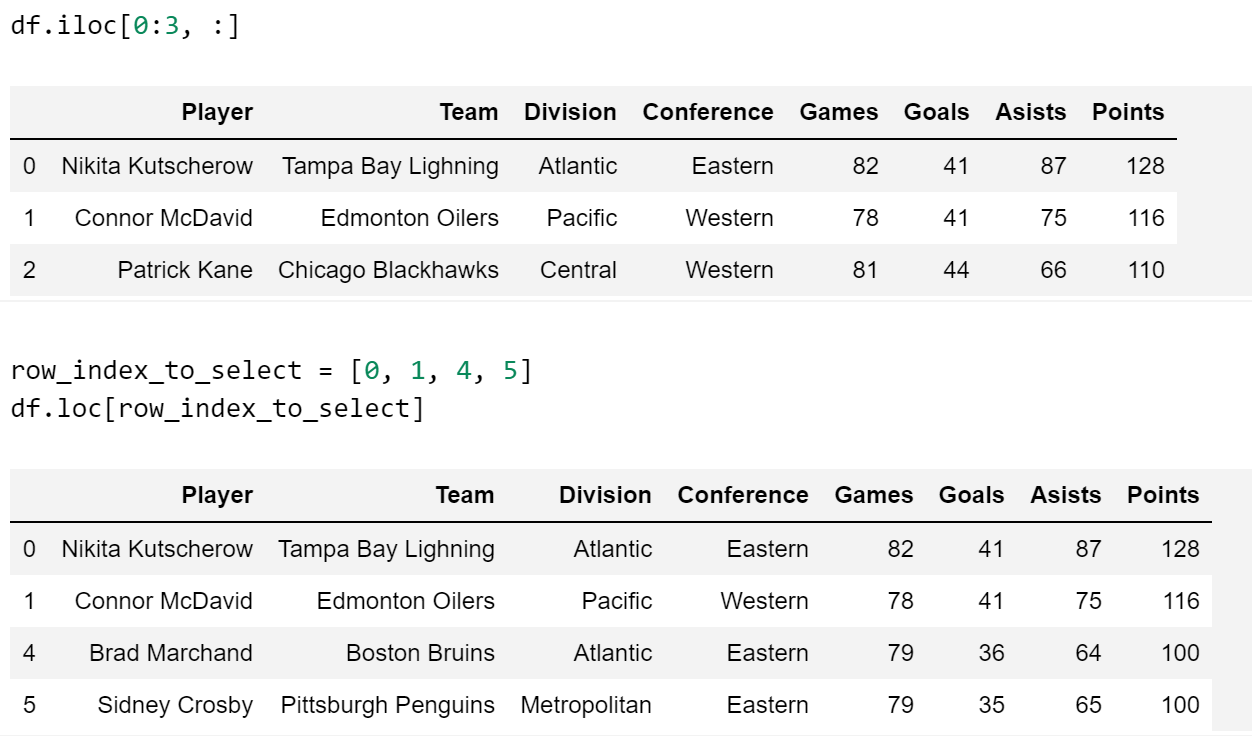 df.iloc[0:3, :]
Player Team Division Conference Games Goals Asists Points
0 Nikita Kutscherow Tampa Bay Lighning Atlantic Eastern 82 41 87 128
1 Connor McDavid Edmonton Oilers Pacific Western 78 41 75 116
2 Patrick Kane Chicago Blackhawks Central Western 81 44 66 110
row_index_to_select = [0, 1, 4, 5]
df.loc[row_index_to_select]
Player Team Division Conference Games Goals Asists Points
0 Nikita Kutscherow Tampa Bay Lighning Atlantic Eastern 82 41 87 128
1 Connor McDavid Edmonton Oilers Pacific Western 78 41 75 116
4 Brad Marchand Boston Bruins Atlantic Eastern 79 36 64 100
5 Sidney Crosby Pittsburgh Penguins Metropolitan Eastern 79 35 65 100